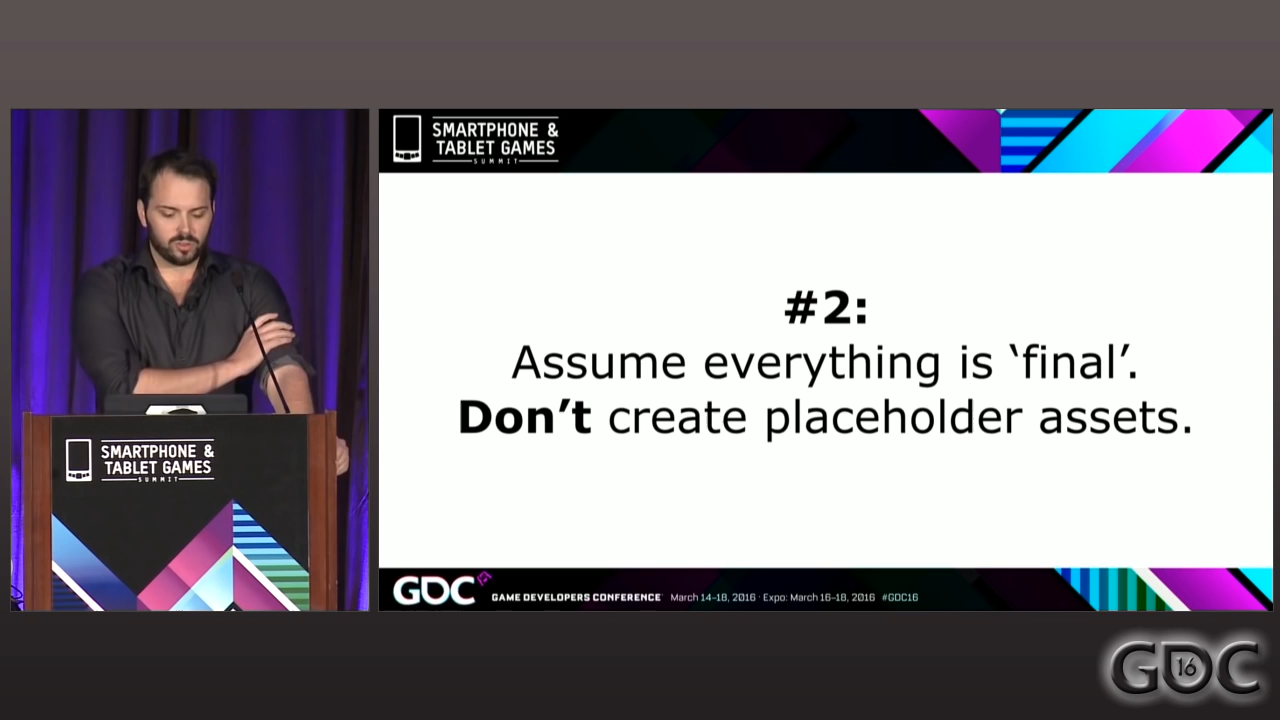 SMARTPHONE &
TABLET GAMES
SUMMIT
#2:
Assume everything is ‘final’.
Don’t create placeholder assets.
SMARTPHONE &
TABLET GAMES
SUMMIT
GDC GAME DEVELOPERS CONFERENCE March 14-18, 2016 · Expo: March 16-18, 2016 #GDC16
GDC 16